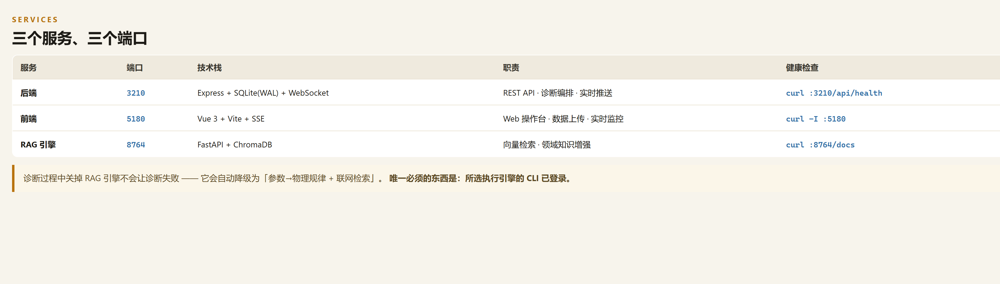 SERVICES
三个服务、三个端口
服务 端口 技术栈 职责 健康检查
后端 3210 Express + SQLite(WAL) + WebSocket REST API · 诊断编排 · 实时推送 curl :3210/api/health
前端 5180 Vue 3 + Vite + SSE Web 操作台 · 数据上传 · 实时监控 curl -I :5180
RAG 引擎 8764 FastAPI + ChromaDB 向量检索 · 领域知识增强 curl :8764/docs
诊断过程中关掉 RAG 引擎不会让诊断失败 —— 它会自动降级为「参数→物理规律 + 联网检索」。 唯一必须的东西是：所选执行引擎的 CLI 已登录。